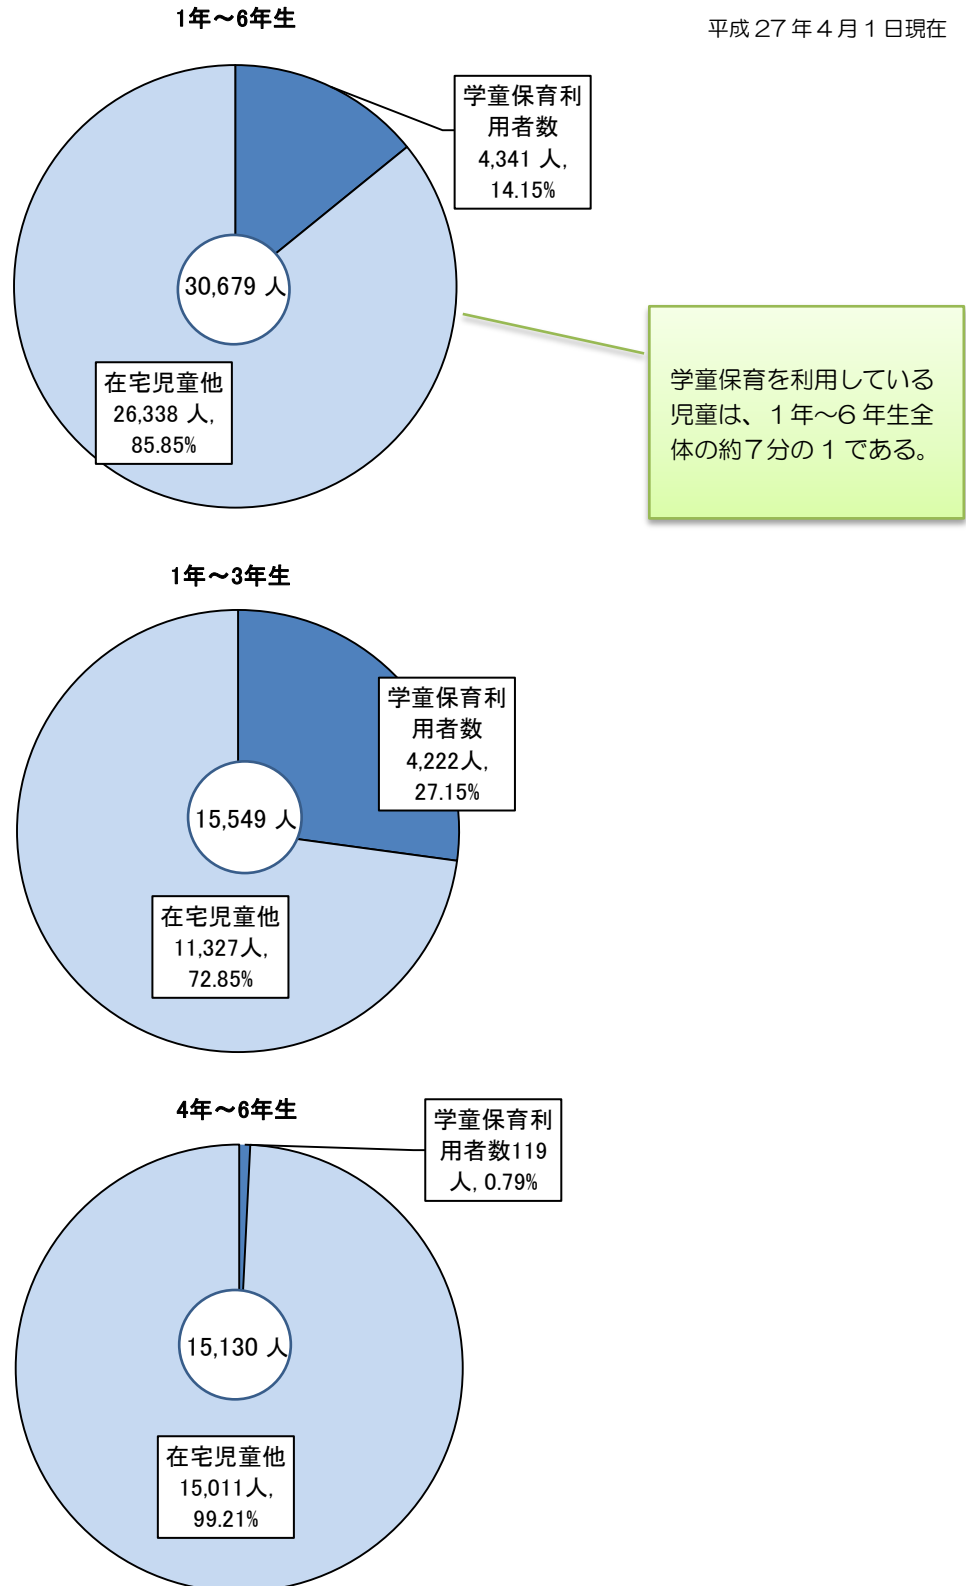 1年～6年生
平成27年4月1日現在
学童保育利
用者数
4,341 人,
14.15%
30,679 人
在宅児童他
26,338 人,
85.85%
学童保育を利用している
児童は、1年～6年生全
体の約7分の1である。
1年～3年生
学童保育利
用者数
4,222人,
27.15%
15,549 人
在宅児童他
11,327人,
72.85%
4年～6年生
学童保育利
用者数119
人, 0.79%
15,130 人
在宅児童他
15,011人,
99.21%